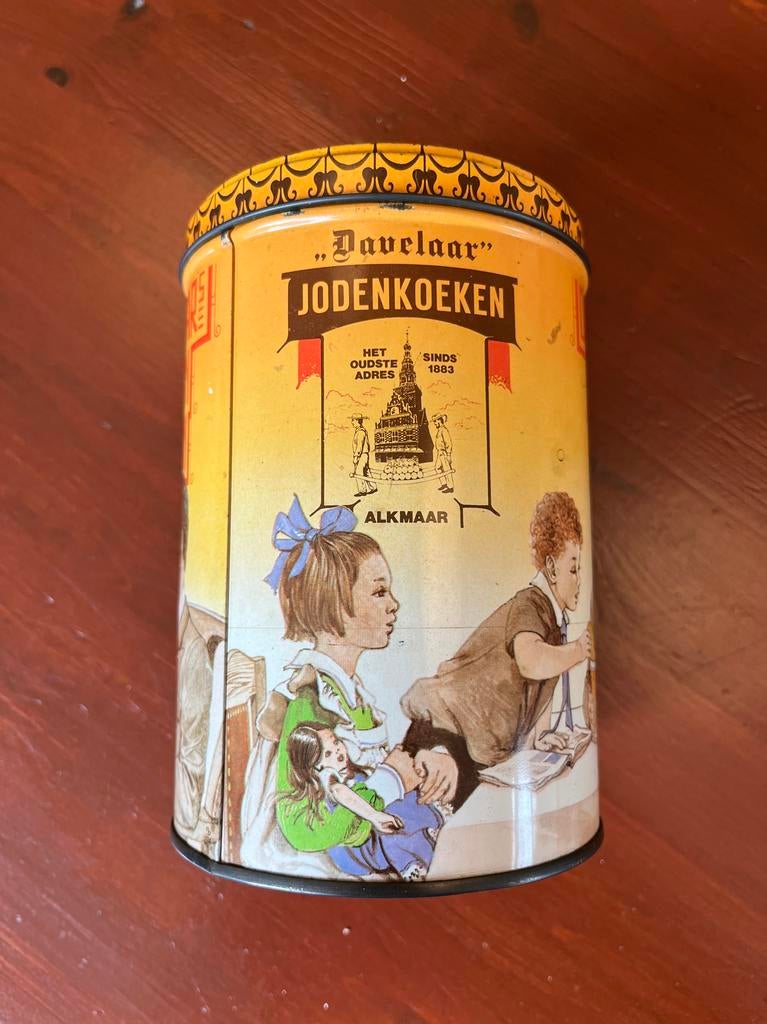 „Davelaar”
JODENKOEKEN
HET
OUDSTE
ADRES
SINDS
1883
ALKMAAR